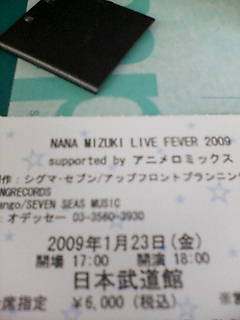 NANA MIZUKI LIVE FEVER 2009
supported by アニメロミックス
作：シグマ・セブン/アップフロントプランニン
NGRECORDS
ango/SEVEN SEAS MUSIC
：オデッセー 03-3560-3930
2009年1月23日(金)
開場 17:00 開演 18:00
日本武道館
席指定 ¥6,000(税込)